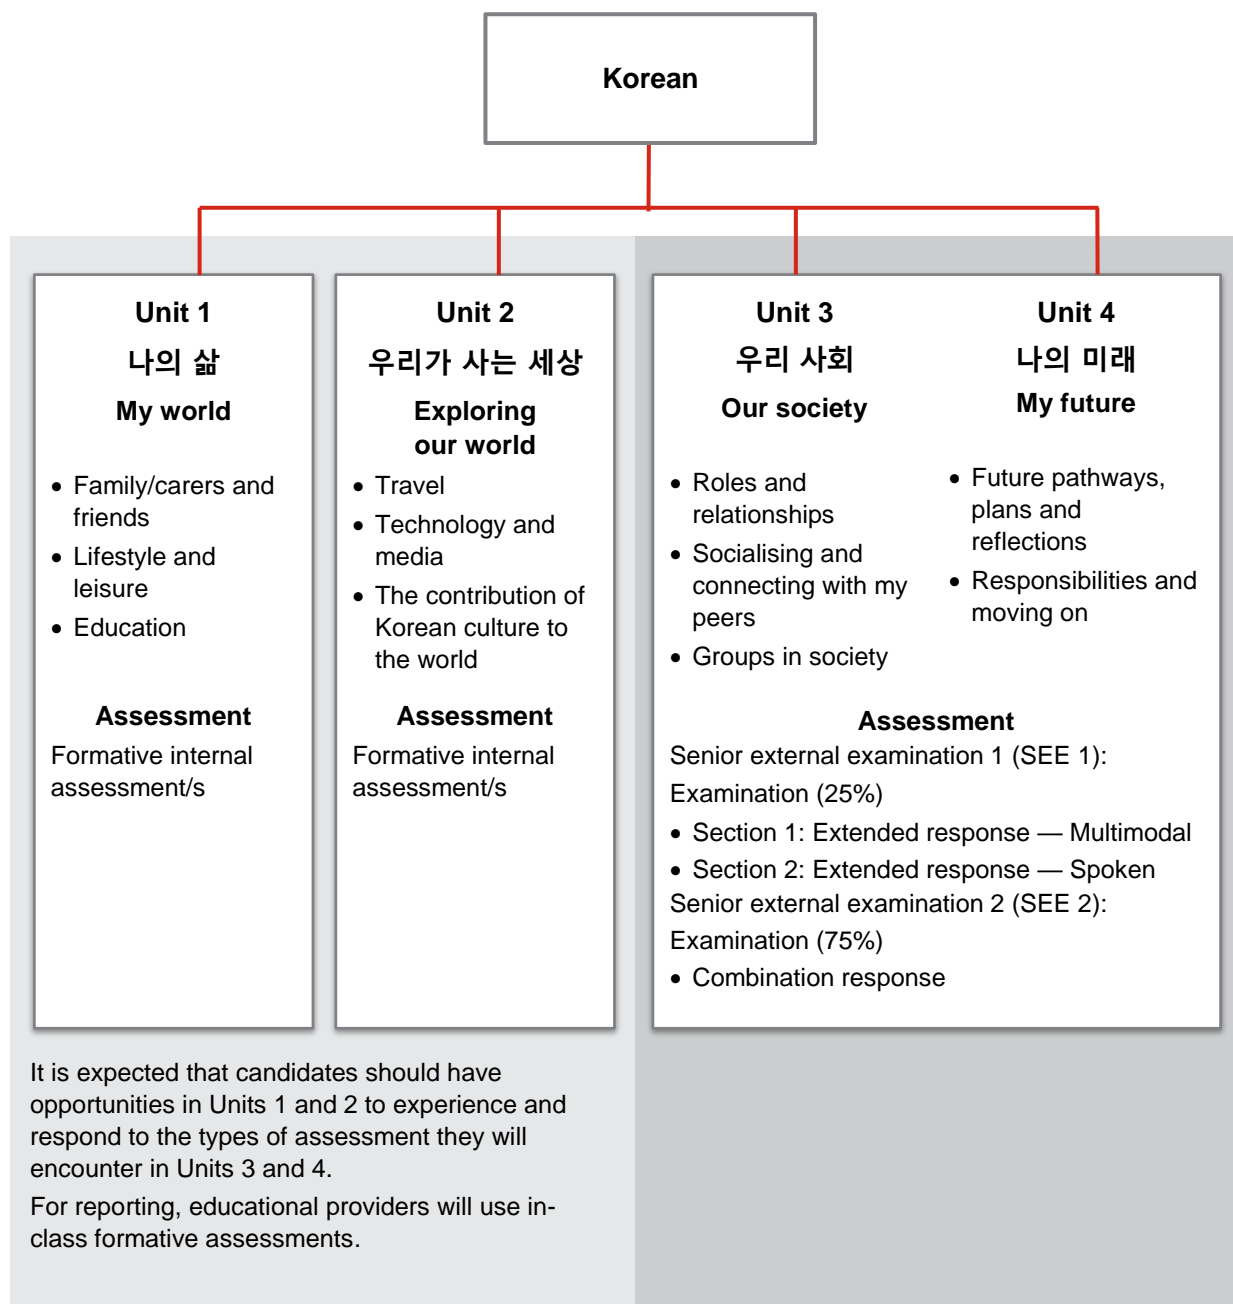 Korean
Unit 1
나의 삶
My world
• Family/carers and
friends
• Lifestyle and
leisure
• Education
Assessment
Formative internal
assessment/s
Unit 2
우리가 사는 세상
Exploring
our world
• Travel
• Technology and
media
• The contribution of
Korean culture to
the world
Assessment
Formative internal
assessment/s
Unit 3
우리 사회
Our society
• Roles and
relationships
• Socialising and
connecting with my
peers
• Groups in society
Unit 4
나의 미래
My future
• Future pathways,
plans and
reflections
• Responsibilities and
moving on
Assessment
Senior external examination 1 (SEE 1):
Examination (25%)
• Section 1: Extended response — Multimodal
• Section 2: Extended response — Spoken
Senior external examination 2 (SEE 2):
Examination (75%)
• Combination response
It is expected that candidates should have
opportunities in Units 1 and 2 to experience and
respond to the types of assessment they will
encounter in Units 3 and 4.
For reporting, educational providers will use in-
class formative assessments.